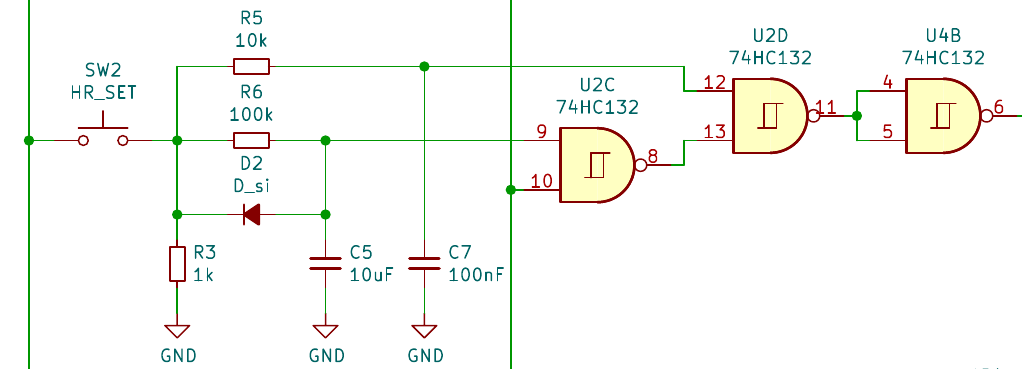 R5
10k
U2D
74HC132
U4B
74HC132
SW2
HR_SET
R6
100k
U2C
74HC132
12
4
11
6
9
13
5
8
D2
D_si
10
R3
1k
C5
10uF
C7
100nF
GND
GND
GND